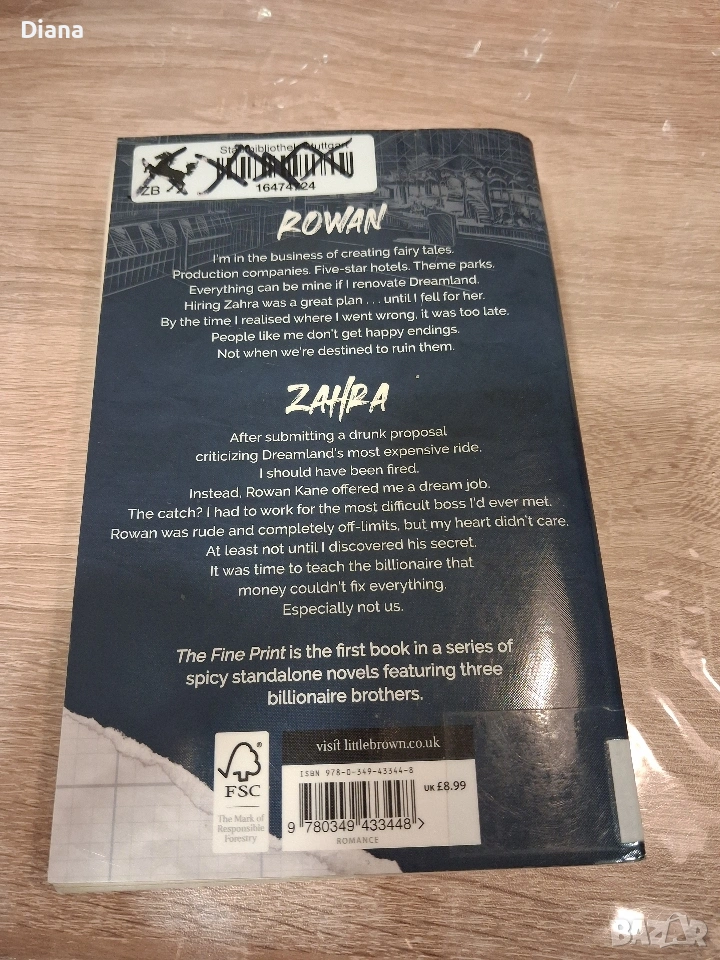 Diana
ZB
16474724
ROWAN
I'm in the business of creating fairy tales.
Production companies. Five-star hotels. Theme parks.
Everything can be mine if I renovate Dreamland.
Hiring Zahra was a great plan . . . until I fell for her.
By the time I realised where I went wrong, it was too late.
People like me don't get happy endings.
Not when we're destined to ruin them.
ZAHRA
After submitting a drunk proposal
criticizing Dreamland's most expensive ride,
I should have been fired.
Instead, Rowan Kane offered me a dream job.
The catch? I had to work for the most difficult boss I'd ever met.
Rowan was rude and completely off-limits, but my heart didn't care.
At least not until I discovered his secret.
It was time to teach the billionaire that
money couldn't fix everything.
Especially not us.
The Fine Print is the first book in a series of
spicy standalone novels featuring three
billionaire brothers.
visit littlebrown.co.uk
FSC
The Mark of
Responsible
Forestry
ISBN 978-0-349-43344-8
UK £8.99
9 780349 433448 >
ROMANCE
BAZAR